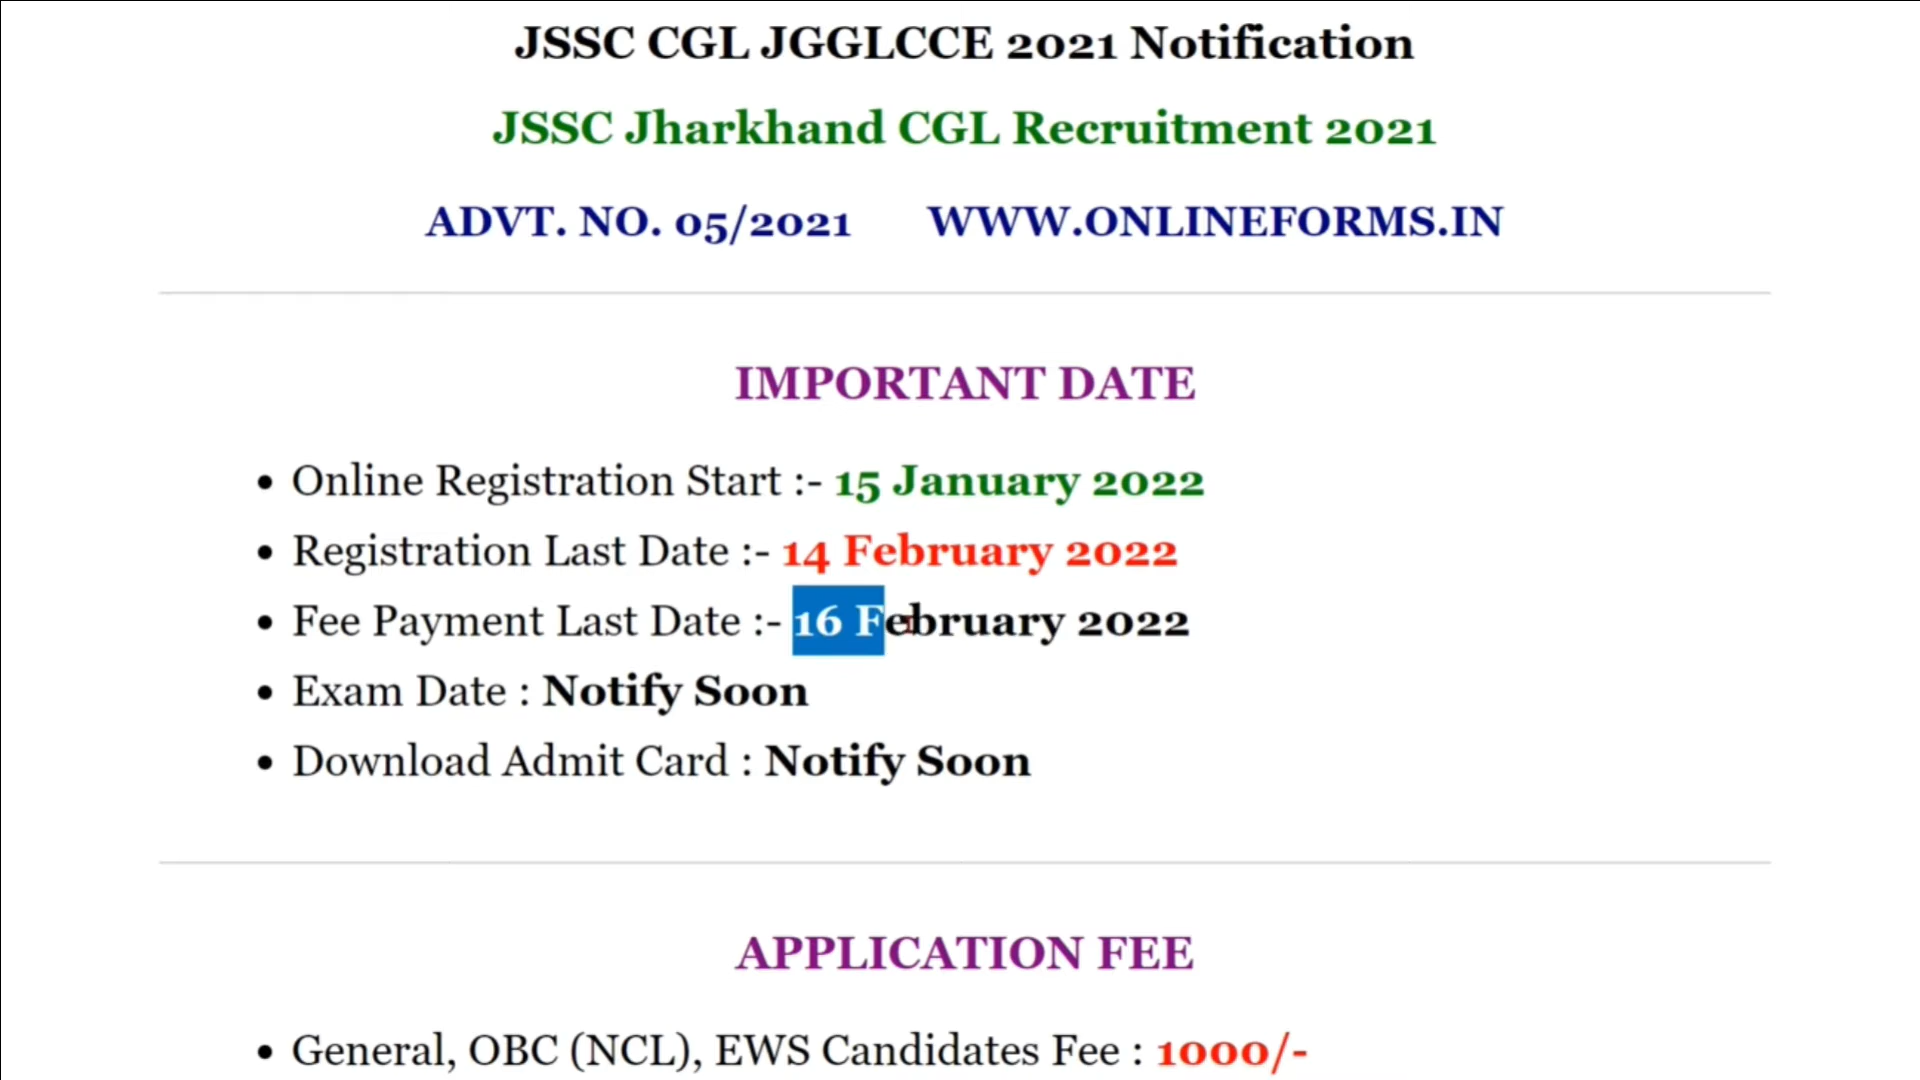 JSSC CGL JGGLCCE 2021 Notification
JSSC Jharkhand CGL Recruitment 2021
ADVT. NO. 05/2021 WWW.ONLINEFORMS.IN
IMPORTANT DATE
• Online Registration Start :- 15 January 2022
• Registration Last Date :- 14 February 2022
• Fee Payment Last Date :- 16 February 2022
• Exam Date : Notify Soon
• Download Admit Card : Notify Soon
APPLICATION FEE
• General, OBC (NCL), EWS Candidates Fee : 1000/-